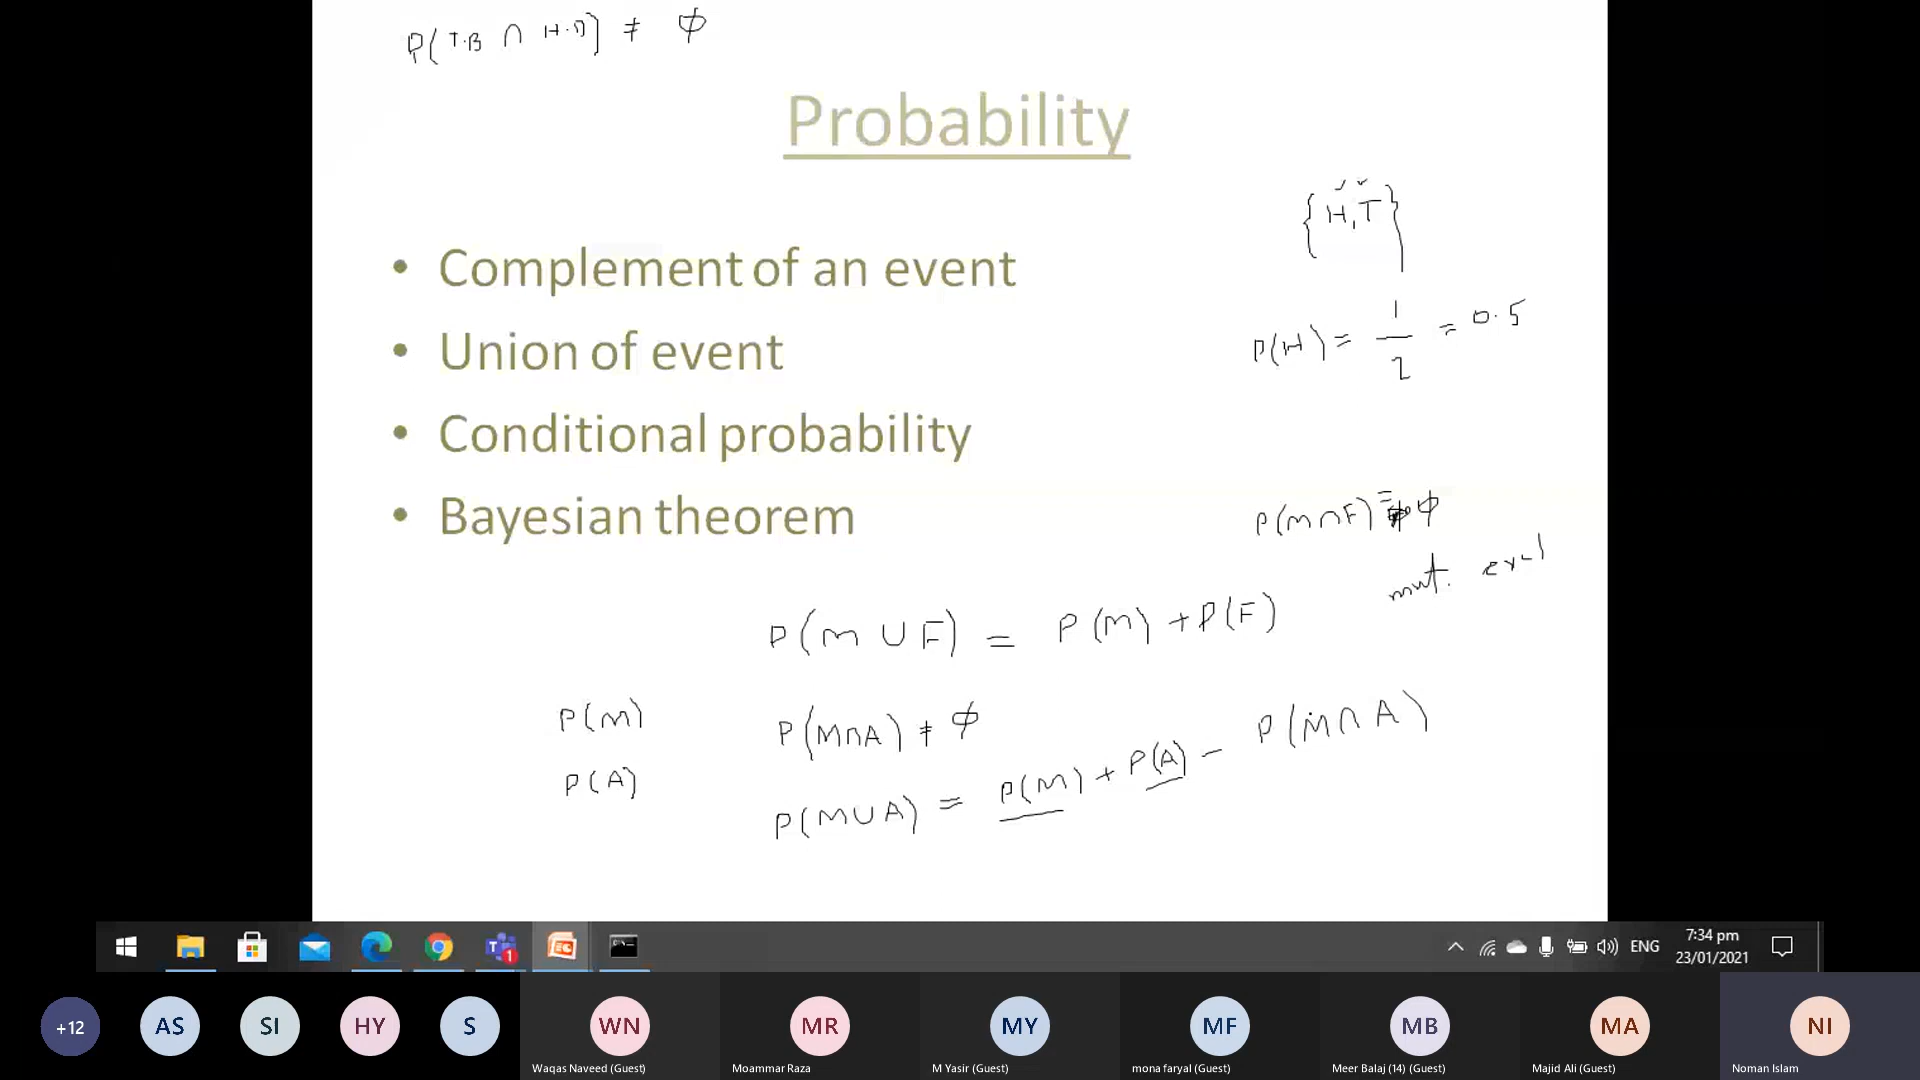 P(T.B ∩ H.D) ≠ ϕ
Probability
{H,T}
• Complement of an event
P(H) = 1/2 = 0.5
• Union of event
• Conditional probability
• Bayesian theorem
P(M∩F) = ϕ
mut. excl
P(M ∪ F) = P(M) + P(F)
P(M)
P(M∩A) ≠ ϕ
P(A)
P(M∪A) = P(M) + P(A) - P(M∩A)
1
ENG
7:34 pm
23/01/2021
+12
AS
SI
HY
S
WN
MR
MY
MF
MB
MA
NI
Waqas Naveed (Guest)
Moammar Raza
M Yasir (Guest)
mona faryal (Guest)
Meer Balaj (14) (Guest)
Majid Ali (Guest)
Noman Islam